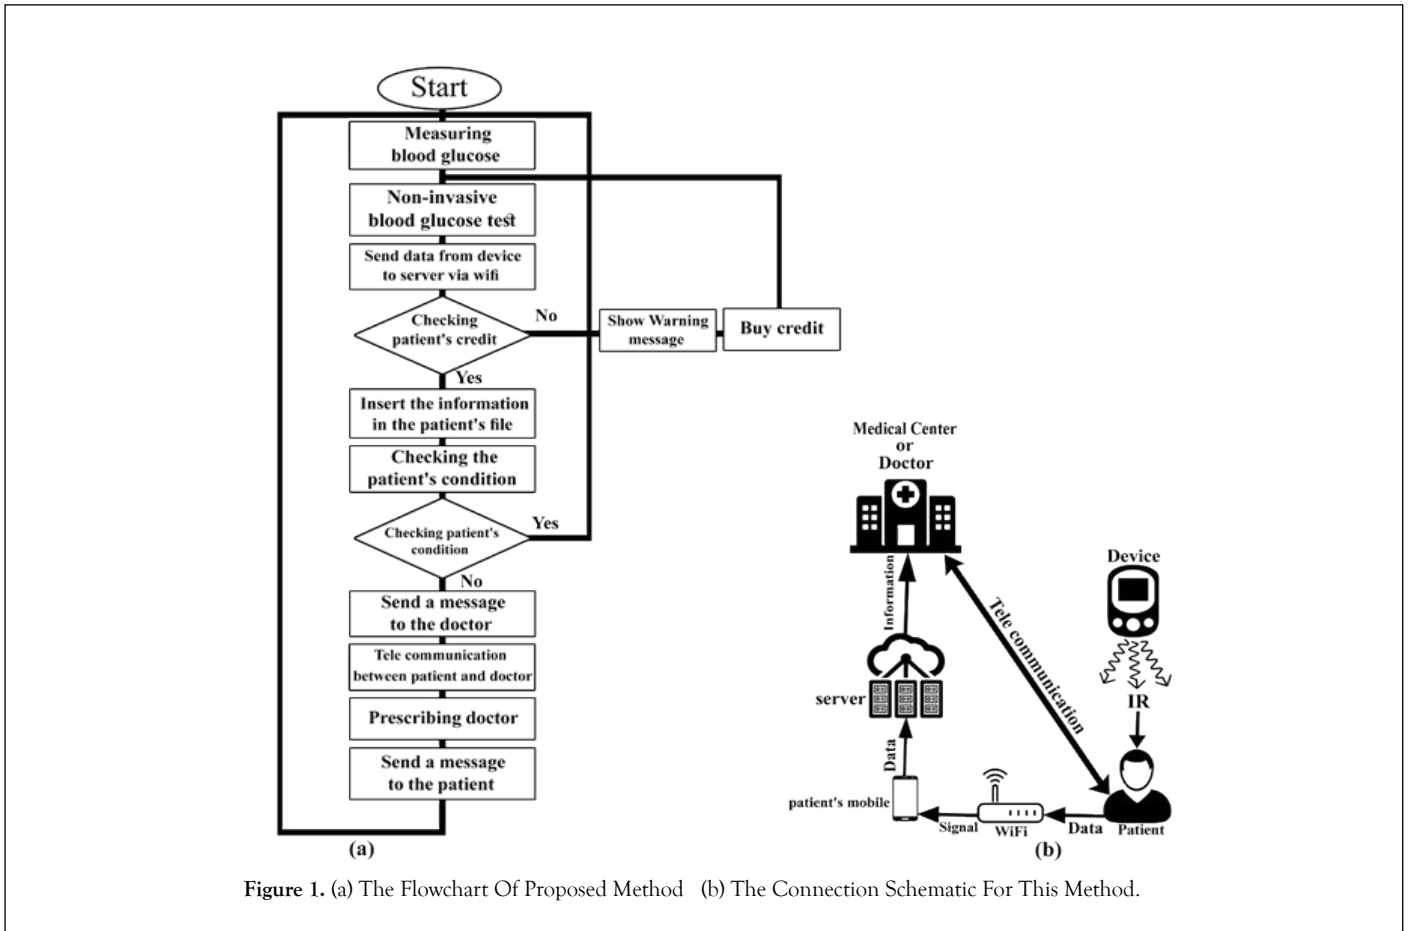 Start
Measuring
blood glucose
Non-invasive
blood glucose test
Send data from device
to server via wifi
Checking
patient's credit
No
Show Warning
message
Buy credit
Yes
Insert the information
in the patient's file
Checking the
patient's condition
Checking patient's
condition
Yes
No
Send a message
to the doctor
Tele communication
between patient and doctor
Prescribing doctor
Send a message
to the patient
(a)
Medical Center
or
Doctor
Information
Tele communication
Device
server
IR
Data
patient's mobile
Signal
WiFi
Data
Patient
(b)
Figure 1. (a) The Flowchart Of Proposed Method (b) The Connection Schematic For This Method.